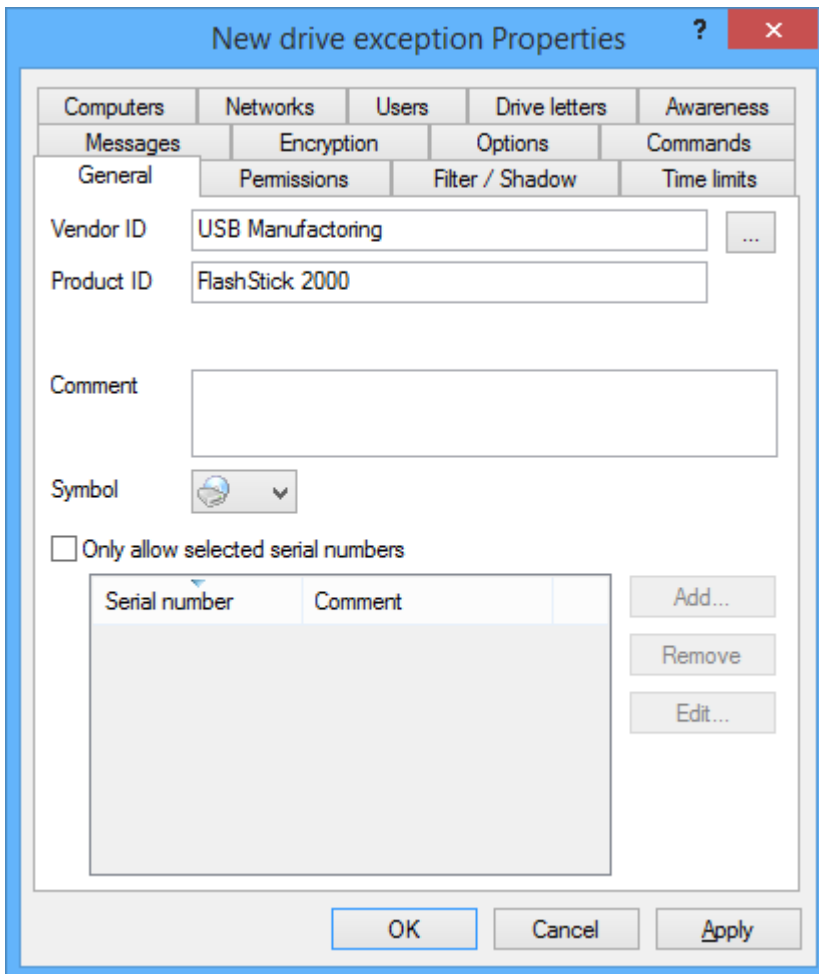 New drive exception Properties ? ×
Computers Networks Users Drive letters Awareness
Messages Encryption Options Commands
General Permissions Filter / Shadow Time limits
Vendor ID USB Manufactoring ...
Product ID FlashStick 2000
Comment
Symbol
Only allow selected serial numbers
Serial number Comment Add...
Remove
Edit...
OK Cancel Apply